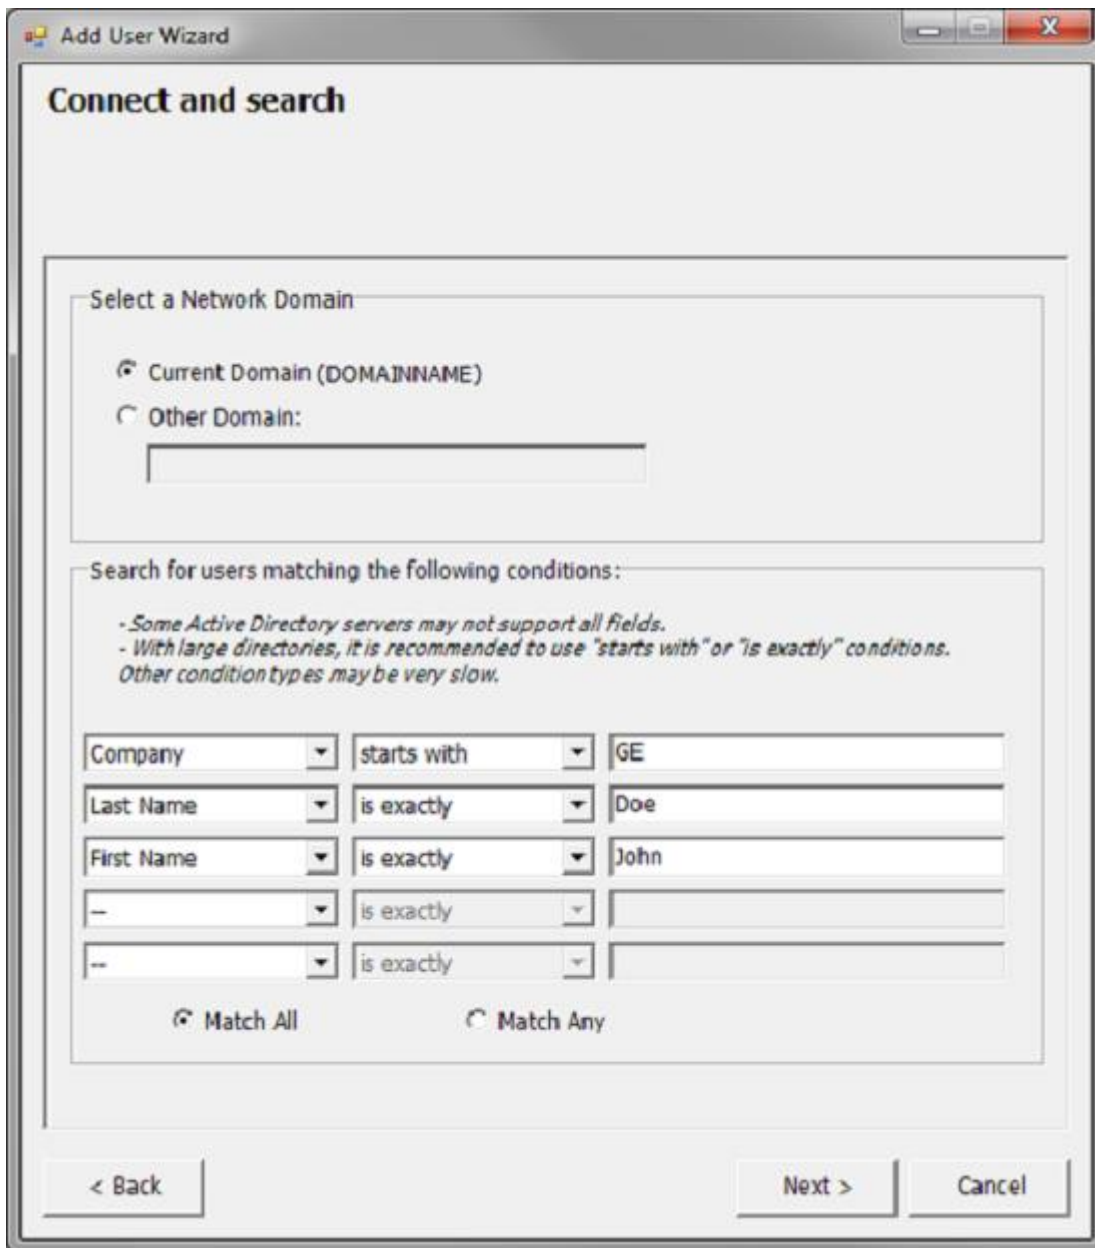 Add User Wizard
Connect and search
Select a Network Domain
Current Domain (DOMAINNAME)
Other Domain:
Search for users matching the following conditions:
- Some Active Directory servers may not support all fields.
- With large directories, it is recommended to use "starts with" or "is exactly" conditions.
Other condition types may be very slow.
Company starts with GE
Last Name is exactly Doe
First Name is exactly John
-- is exactly
-- is exactly
Match All Match Any
< Back Next > Cancel